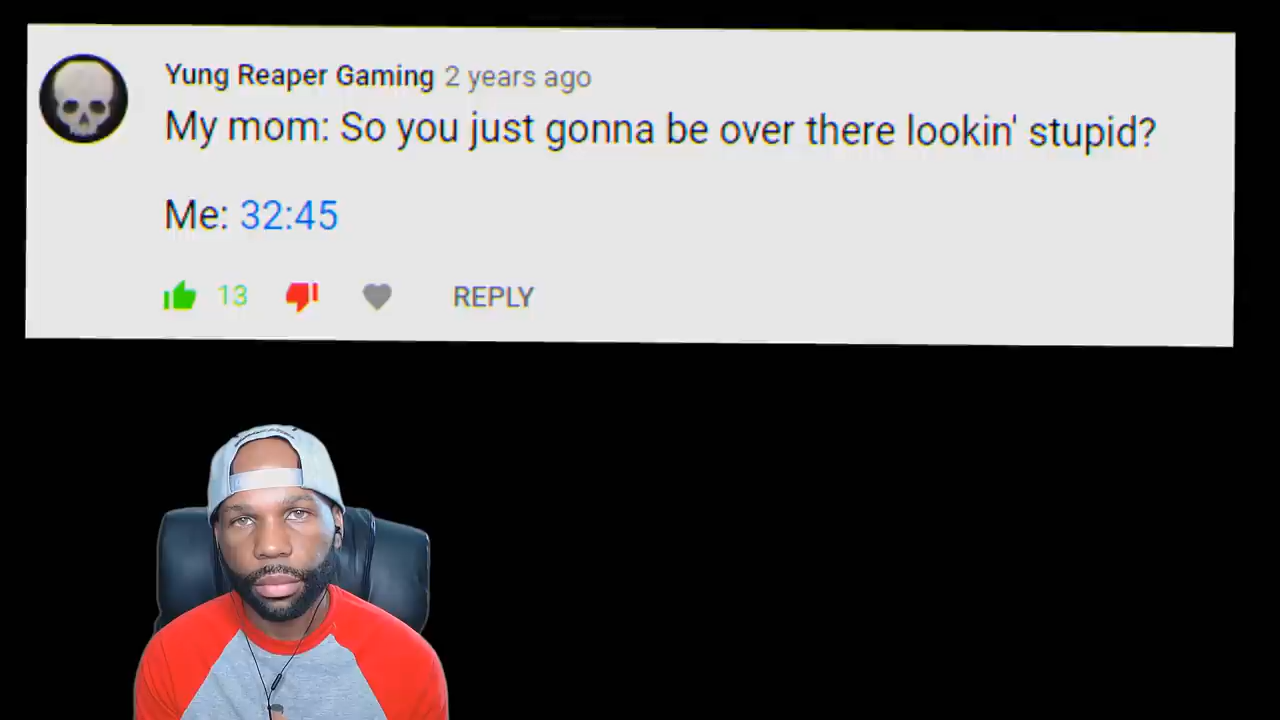 Yung Reaper Gaming 2 years ago
My mom: So you just gonna be over there lookin' stupid?
Me: 32:45
13 REPLY